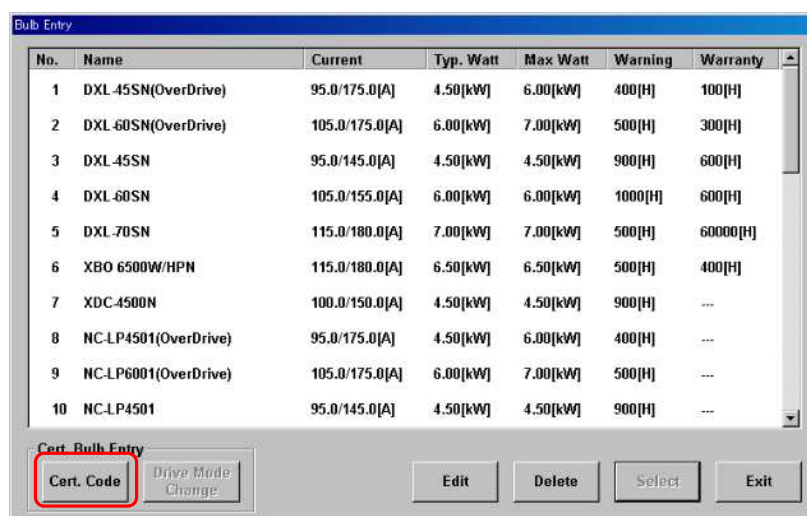 Bulb Entry
No. Name Current Typ. Watt Max Watt Warning Warranty
1 DXL-45SN(OverDrive) 95.0/175.0[A] 4.50[kW] 6.00[kW] 400[H] 100[H]
2 DXL-60SN(OverDrive) 105.0/175.0[A] 6.00[kW] 7.00[kW] 500[H] 300[H]
3 DXL-45SN 95.0/145.0[A] 4.50[kW] 4.50[kW] 900[H] 600[H]
4 DXL-60SN 105.0/155.0[A] 6.00[kW] 6.00[kW] 1000[H] 600[H]
5 DXL-70SN 115.0/180.0[A] 7.00[kW] 7.00[kW] 500[H] 60000[H]
6 XBO 6500W/HPN 115.0/180.0[A] 6.50[kW] 6.50[kW] 500[H] 400[H]
7 XDC-4500N 100.0/150.0[A] 4.50[kW] 4.50[kW] 900[H] ---
8 NC-LP4501(OverDrive) 95.0/175.0[A] 4.50[kW] 6.00[kW] 400[H] ---
9 NC-LP6001(OverDrive) 105.0/175.0[A] 6.00[kW] 7.00[kW] 500[H] ---
10 NC-LP4501 95.0/145.0[A] 4.50[kW] 4.50[kW] 900[H] ---
Cert. Bulb Entry
Cert. Code
Drive Mode
Change
Edit Delete Select Exit